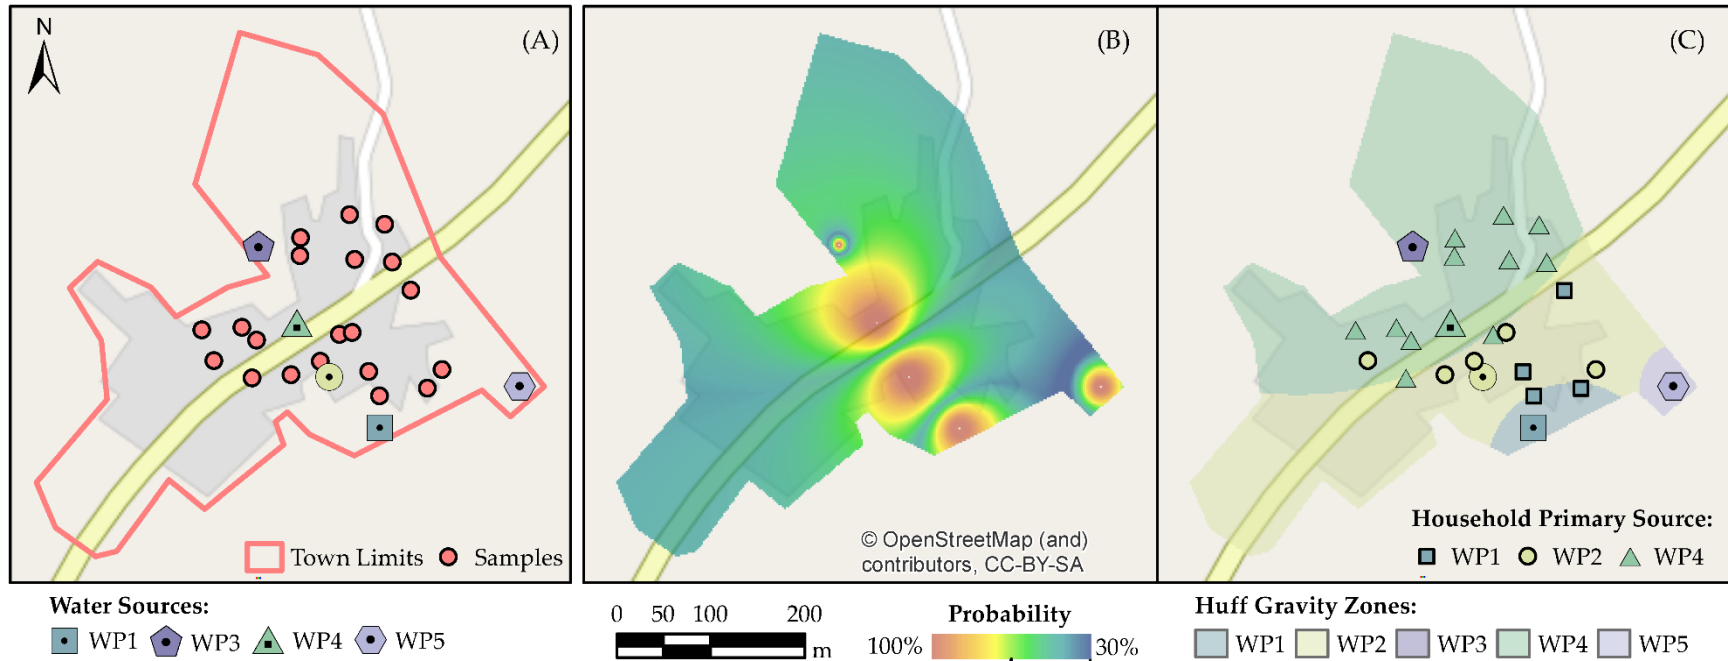 N
(A)
(B)
(C)
Town Limits
Samples
© OpenStreetMap (and)
contributors, CC-BY-SA
Household Primary Source:
WP1
WP2
WP4
Water Sources:
WP1
WP3
WP4
WP5
0 50 100 200
m
Probability
100%
30%
Huff Gravity Zones:
WP1
WP2
WP3
WP4
WP5